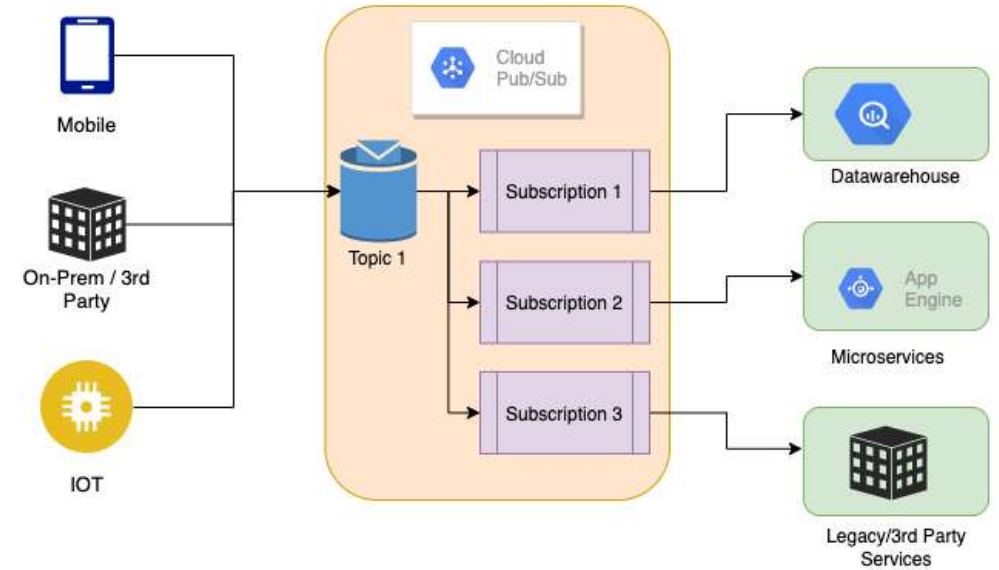 Mobile
On-Prem / 3rd
Party
IOT
Cloud
Pub/Sub
Topic 1
Subscription 1
Subscription 2
Subscription 3
Datawarehouse
App
Engine
Microservices
Legacy/3rd Party
Services